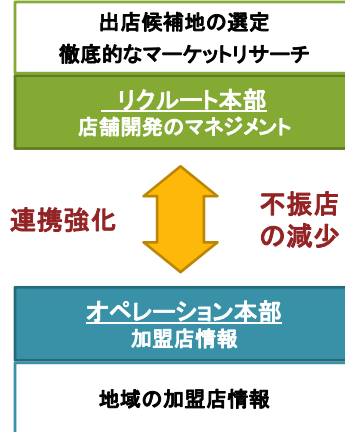 出店候補地の選定
徹底的なマーケットリサーチ
リクルート本部
店舗開発のマネジメント
連携強化
不振店
の減少
オペレーション本部
加盟店情報
地域の加盟店情報